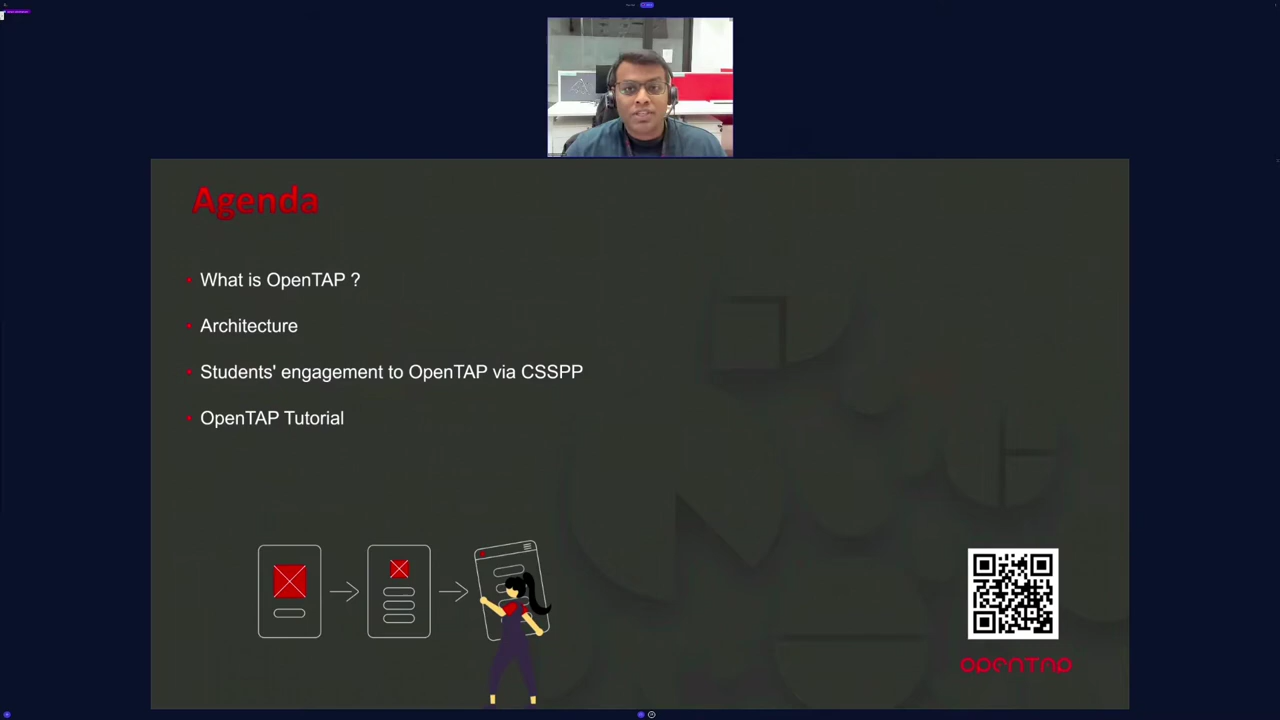 Agenda
• What is OpenTAP ?
• Architecture
• Students' engagement to OpenTAP via CSSPP
• OpenTAP Tutorial
OPENTAP